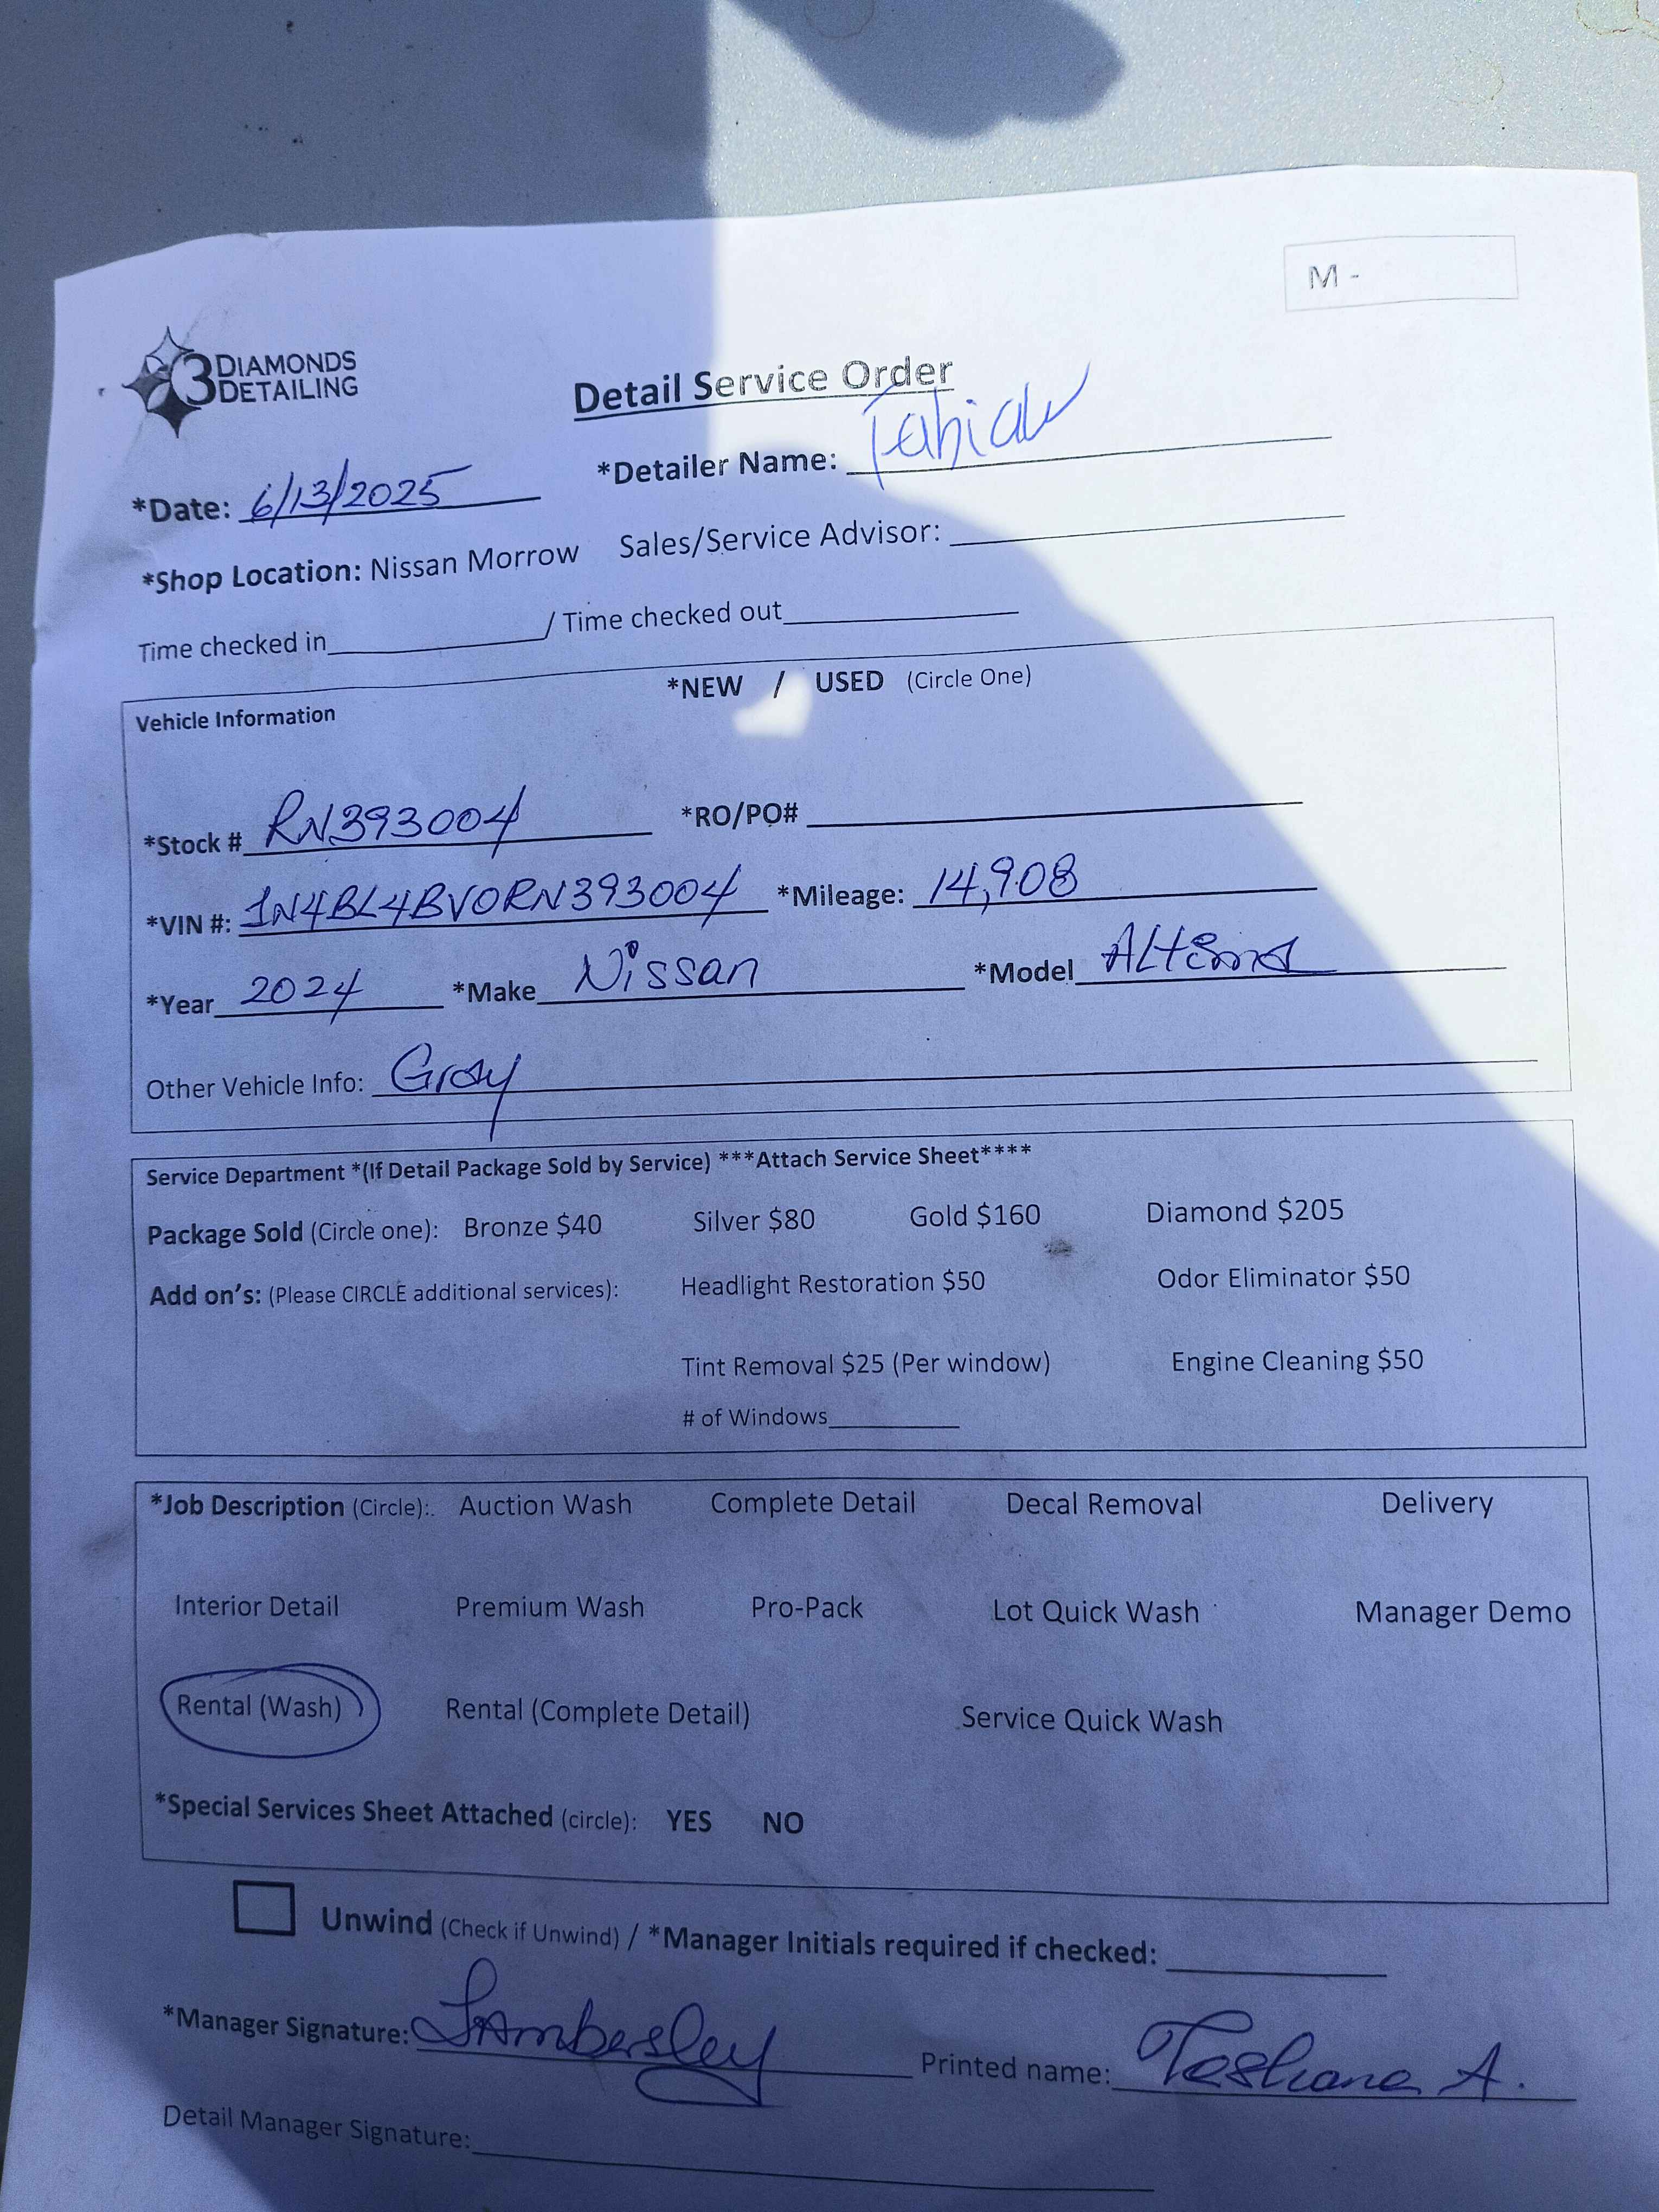 M -
3 DIAMONDS
DETAILING
Detail Service Order
*Date: 6/13/2025 *Detailer Name:
*Shop Location: Nissan Morrow Sales/Service Advisor:
Time checked in / Time checked out
*NEW / USED (Circle One)
Vehicle Information
*Stock # RN393004 *RO/PO#
*VIN #: 1N4BL4BV0RN393004 *Mileage: 14,908
*Year 2024 *Make Nissan *Model Altima
Other Vehicle Info: Gray
Service Department *(If Detail Package Sold by Service) ***Attach Service Sheet****
Package Sold (Circle one): Bronze $40 Silver $80 Gold $160 Diamond $205
Add on's: (Please CIRCLE additional services): Headlight Restoration $50 Odor Eliminator $50
Tint Removal $25 (Per window) Engine Cleaning $50
# of Windows
*Job Description (Circle):. Auction Wash Complete Detail Decal Removal Delivery
Interior Detail Premium Wash Pro-Pack Lot Quick Wash Manager Demo
Rental (Wash) Rental (Complete Detail) Service Quick Wash
*Special Services Sheet Attached (circle): YES NO
Unwind (Check if Unwind) / *Manager Initials required if checked:
*Manager Signature: Printed name: Teshana A.
Detail Manager Signature: